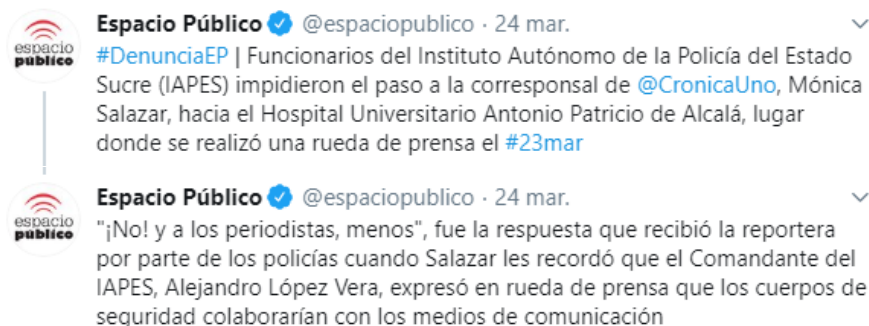 espacio
público
Espacio Público @espaciopublico · 24 mar.
#DenunciaEP | Funcionarios del Instituto Autónomo de la Policía del Estado
Sucre (IAPES) impidieron el paso a la corresponsal de @CronicaUno, Mónica
Salazar, hacia el Hospital Universitario Antonio Patricio de Alcalá, lugar
donde se realizó una rueda de prensa el #23mar
espacio
público
Espacio Público @espaciopublico · 24 mar.
"¡No! y a los periodistas, menos", fue la respuesta que recibió la reportera
por parte de los policías cuando Salazar les recordó que el Comandante del
IAPES, Alejandro López Vera, expresó en rueda de prensa que los cuerpos de
seguridad colaborarían con los medios de comunicación